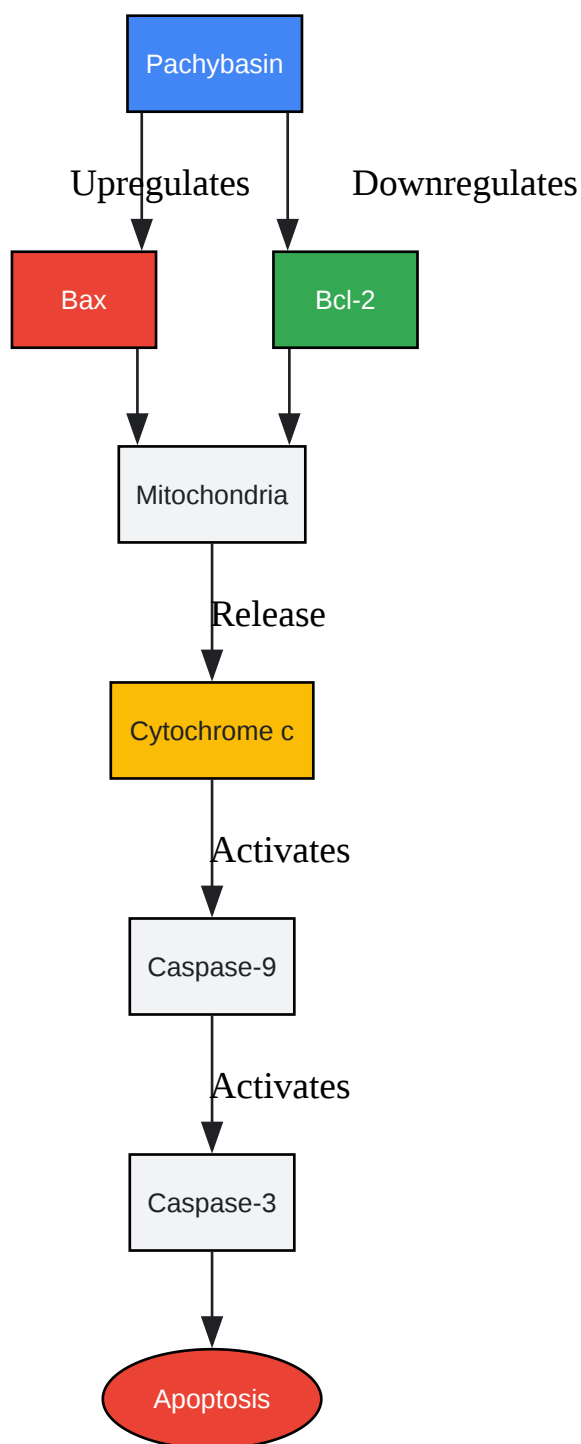 Pachybasin
Upregulates
Downregulates
Bax
Bcl-2
Mitochondria
Release
Cytochrome c
Activates
Caspase-9
Activates
Caspase-3
Apoptosis